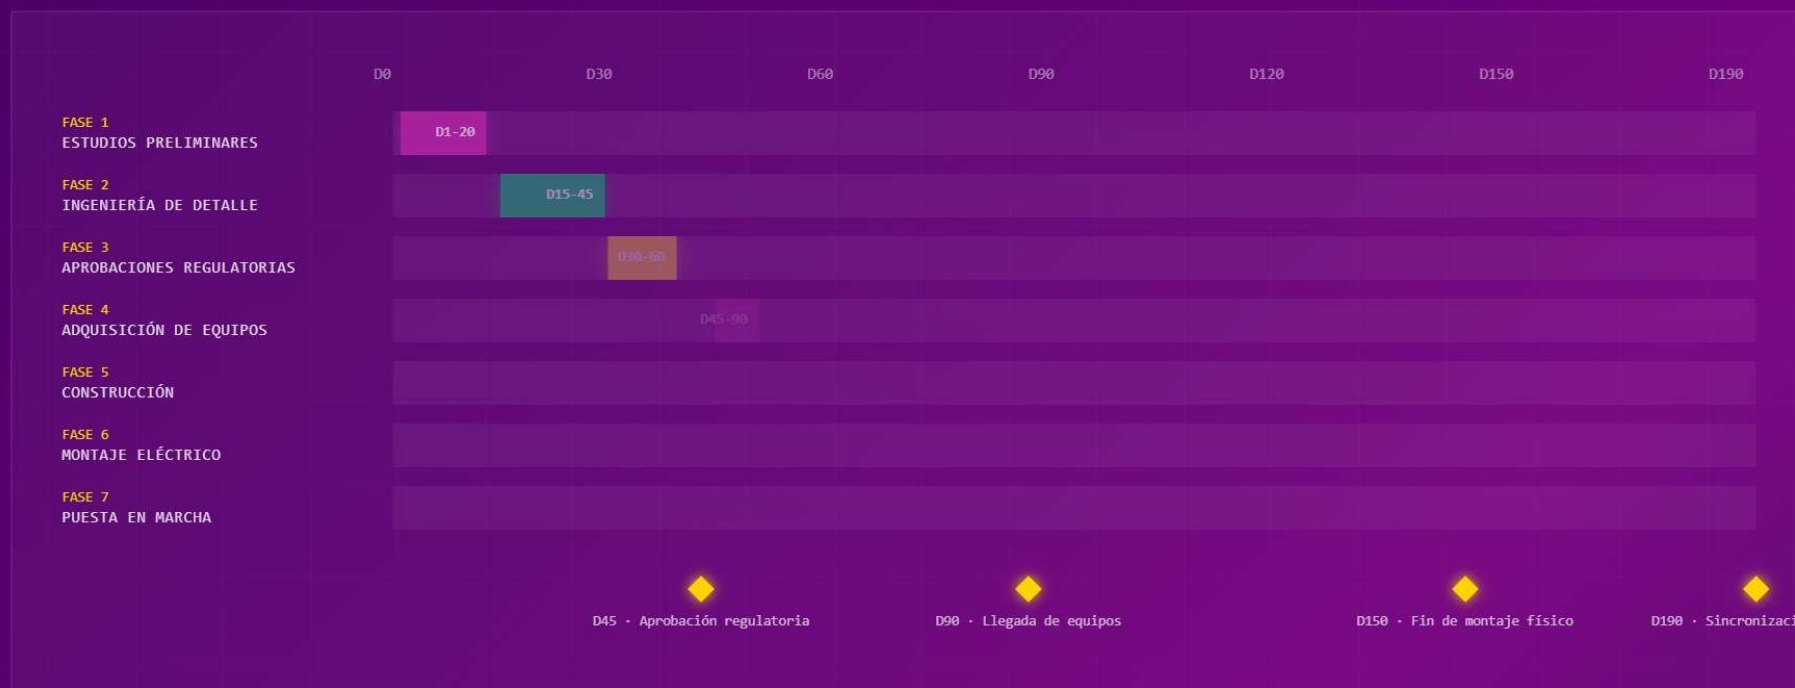 D0 D30 D60 D90 D120 D150 D190
FASE 1
ESTUDIOS PRELIMINARES
D1-20
FASE 2
INGENIERÍA DE DETALLE
D15-45
FASE 3
APROBACIONES REGULATORIAS
D30-60
FASE 4
ADQUISICIÓN DE EQUIPOS
D45-90
FASE 5
CONSTRUCCIÓN
FASE 6
MONTAJE ELÉCTRICO
FASE 7
PUESTA EN MARCHA
D45 · Aprobación regulatoria
D90 · Llegada de equipos
D150 · Fin de montaje físico
D190 · Sincronizaci